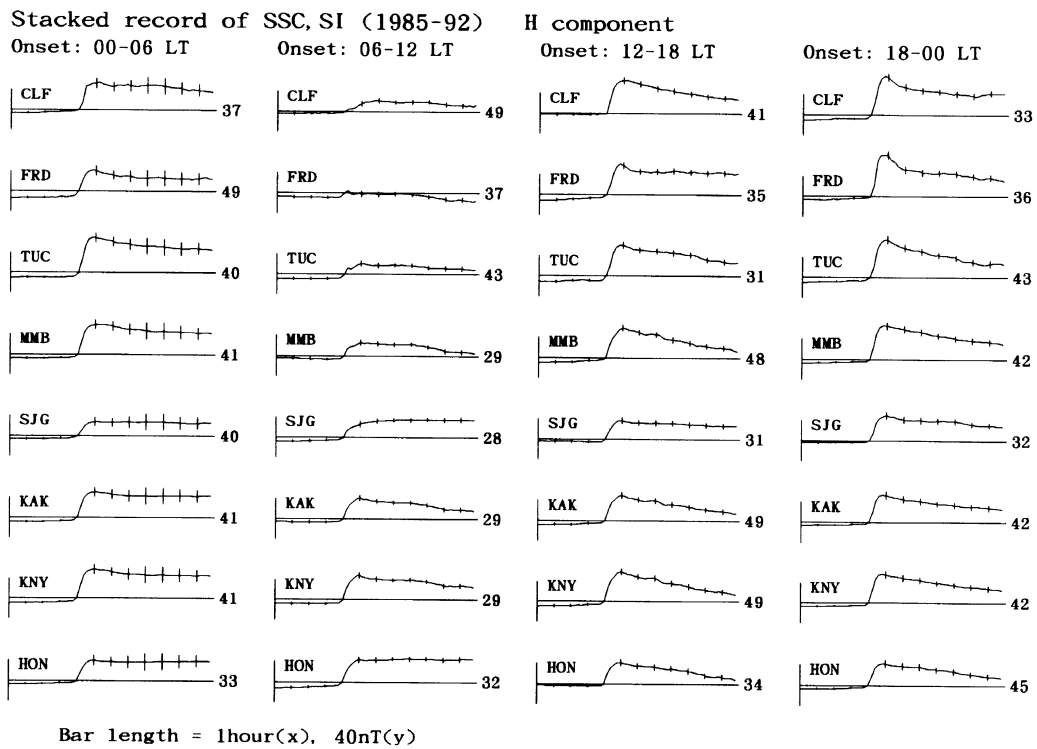 Stacked record of SSC,SI (1985-92) H component
Onset: 00-06 LT Onset: 06-12 LT Onset: 12-18 LT Onset: 18-00 LT
CLF 37 CLF 49 CLF 41 CLF 33
FRD 49 FRD 37 FRD 35 FRD 36
TUC 40 TUC 43 TUC 31 TUC 43
MMB 41 MMB 29 MMB 48 MMB 42
SJG 40 SJG 28 SJG 31 SJG 32
KAK 41 KAK 29 KAK 49 KAK 42
KNY 41 KNY 29 KNY 49 KNY 42
HON 33 HON 32 HON 34 HON 45
Bar length = 1hour(x), 40nT(y)